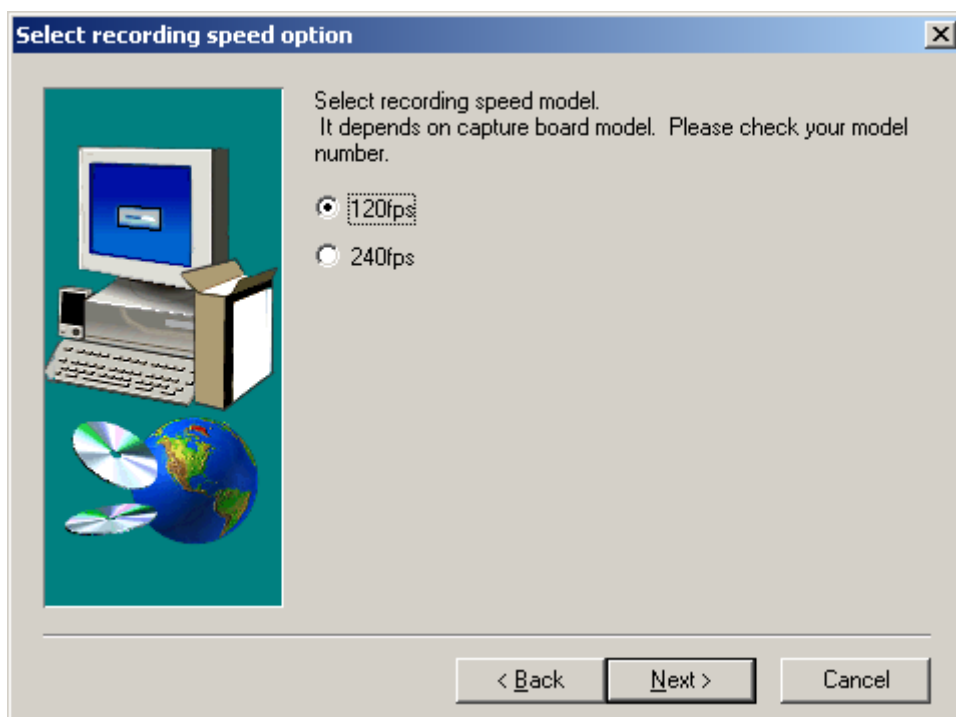 Select recording speed option
Select recording speed model.
It depends on capture board model. Please check your model
number.
120fps
240fps
< Back
Next >
Cancel